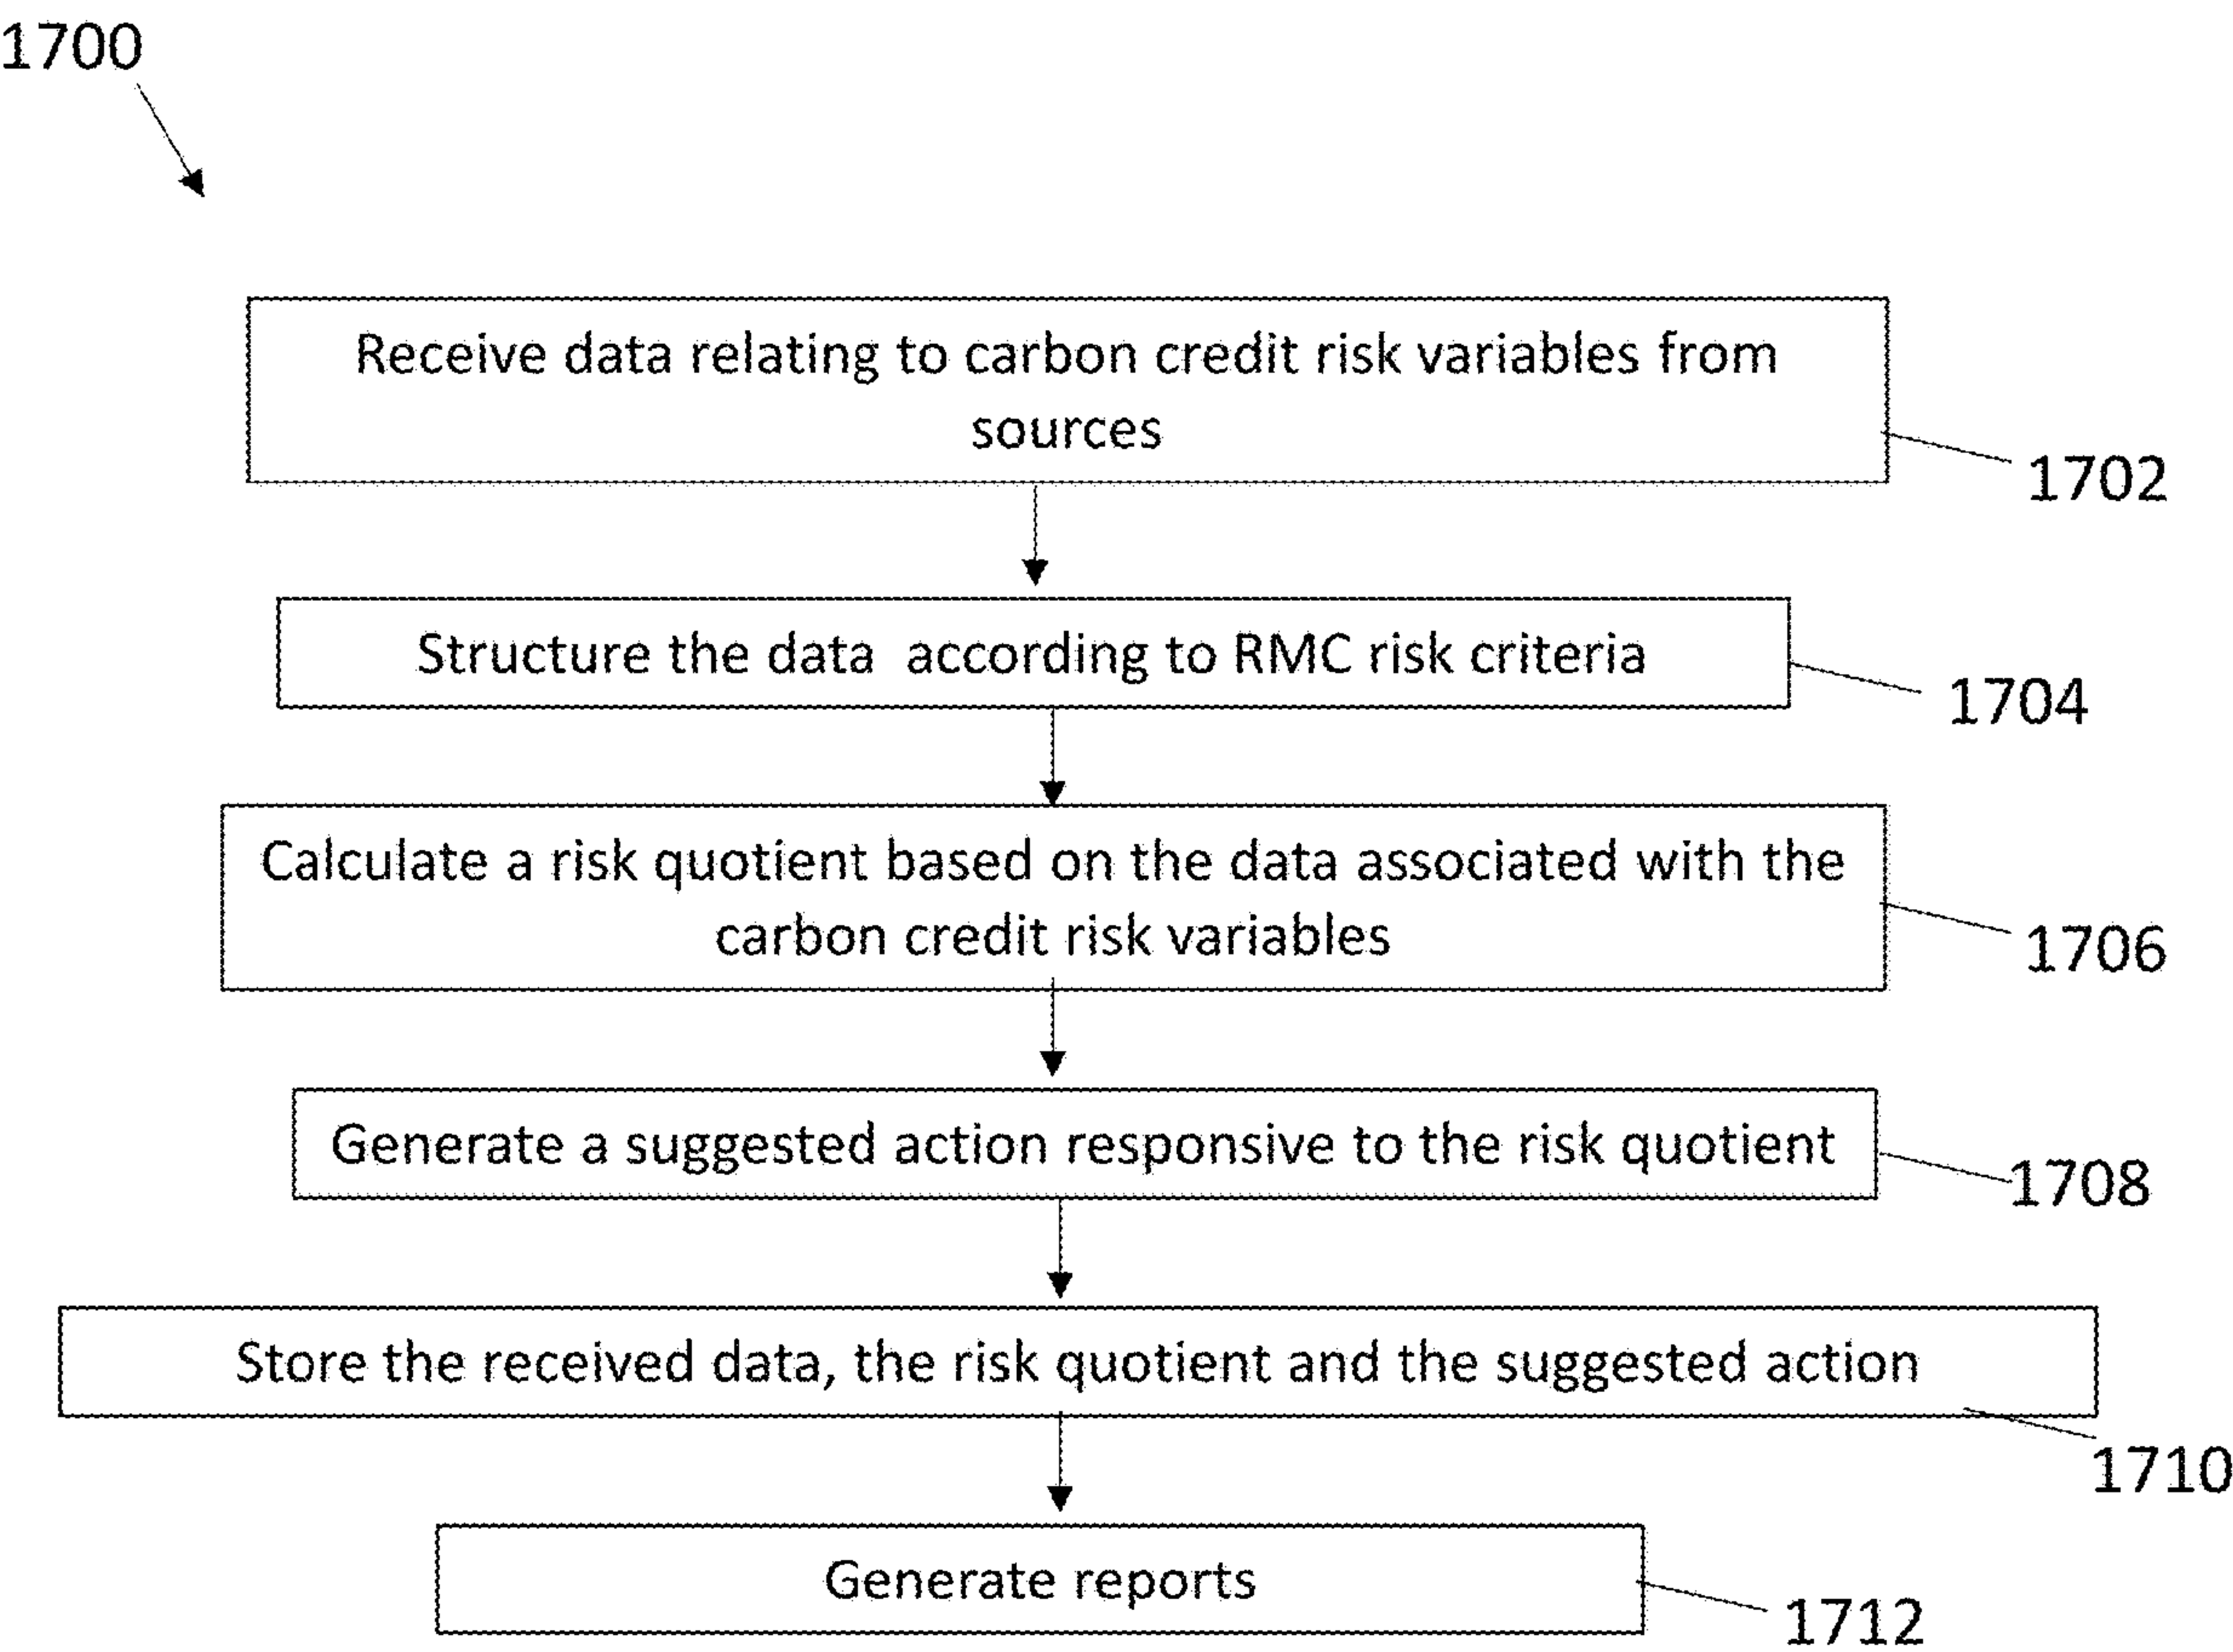 1700
Receive data relating to carbon credit risk variables from
sources
1702
Structure the data  according to RMC risk criteria
1704
Calculate a risk quotient based on the data associated with the
carbon credit risk variables
1706
Generate a suggested action responsive to the risk quotient
1708
Store the received data, the risk quotient and the suggested action
1710
Generate reports
1712